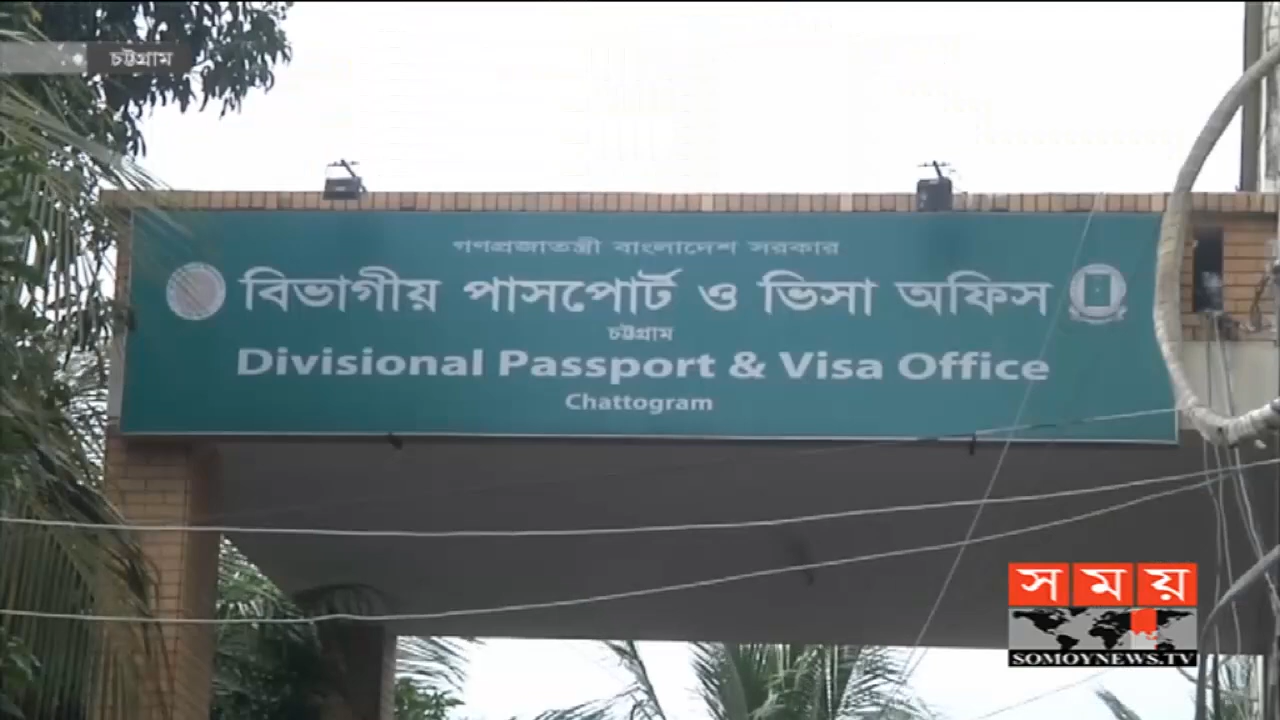 চট্টগ্রাম
গণপ্রজাতন্ত্রী বাংলাদেশ সরকার
বিভাগীয় পাসপোর্ট ও ভিসা অফিস
চট্টগ্রাম
Divisional Passport & Visa Office
Chattogram
সময়
SOMOYNEWS.TV